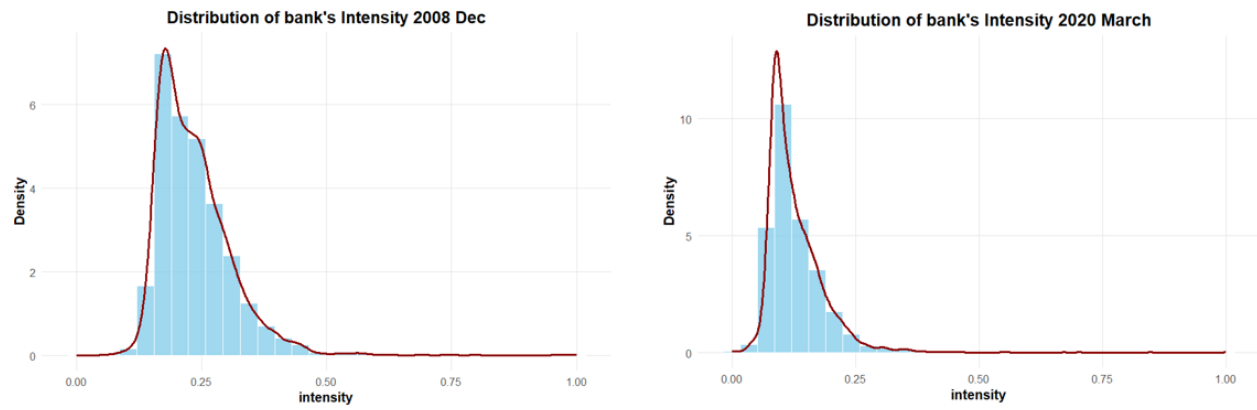 Distribution of bank's Intensity 2008 Dec
Density
6
4
2
0
0.00 0.25 0.50 0.75 1.00
intensity
Distribution of bank's Intensity 2020 March
Density
10
5
0
0.00 0.25 0.50 0.75 1.00
intensity